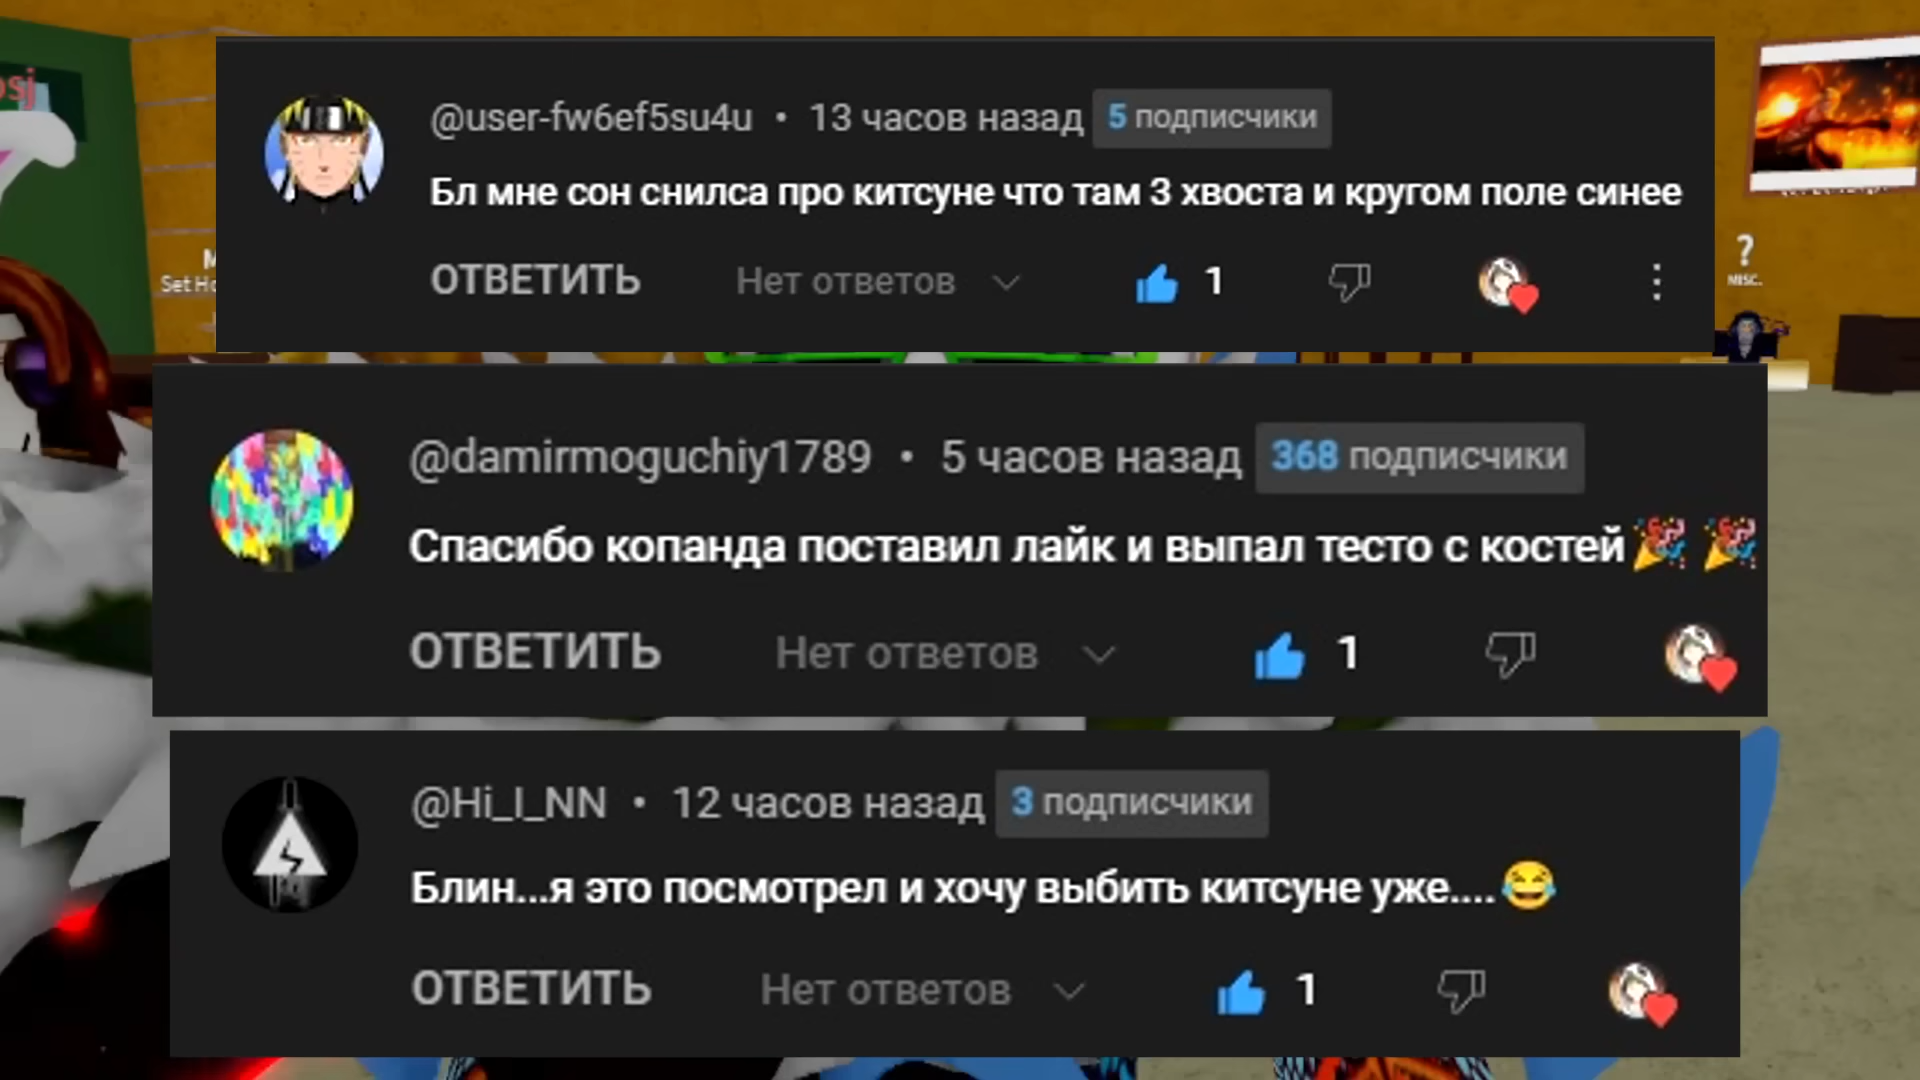 osj
@user-fw6ef5su4u • 13 часов назад 5 подписчики
Бл мне сон снилса про китсуне что там 3 хвоста и кругом поле синее
ОТВЕТИТЬ Нет ответов 1
Set
?
MISC.
@damirmoguchiy1789 • 5 часов назад 368 подписчики
Спасибо копанда поставил лайк и выпал тесто с костей🎉 🎉
ОТВЕТИТЬ Нет ответов 1
@Hi_I_NN • 12 часов назад 3 подписчики
Блин...я это посмотрел и хочу выбить китсуне уже....😂
ОТВЕТИТЬ Нет ответов 1